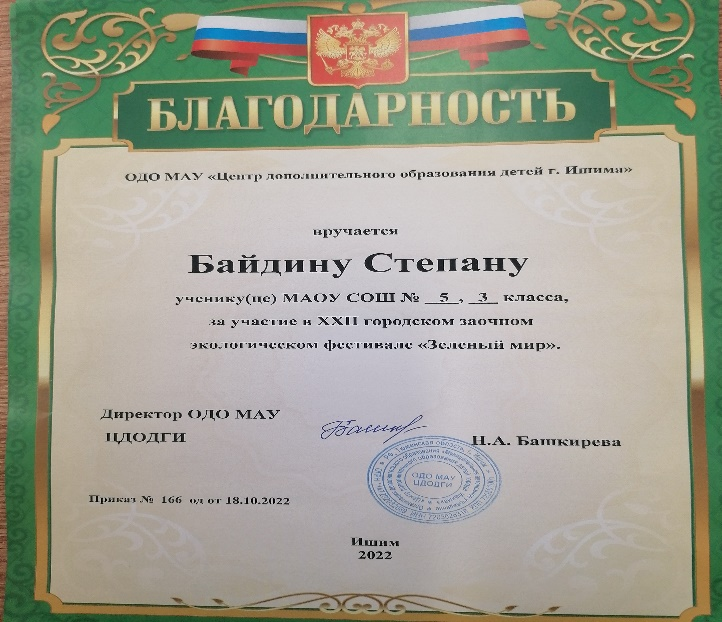 БЛАГОДАРНОСТЬ
ОДО МАУ «Центр дополнительного образования детей г. Ишима»
вручается
Байдину Степану
ученику(це) МАОУ СОШ № 5 , 3 класса,
за участие в XXII городском заочном
экологическом фестивале «Зеленый мир».
Директор ОДО МАУ
ЦДОДГИ
Н.А. Башкирева
ОДО МАУ
ЦДОДГИ
Приказ № 166 од от 18.10.2022
Ишим
2022